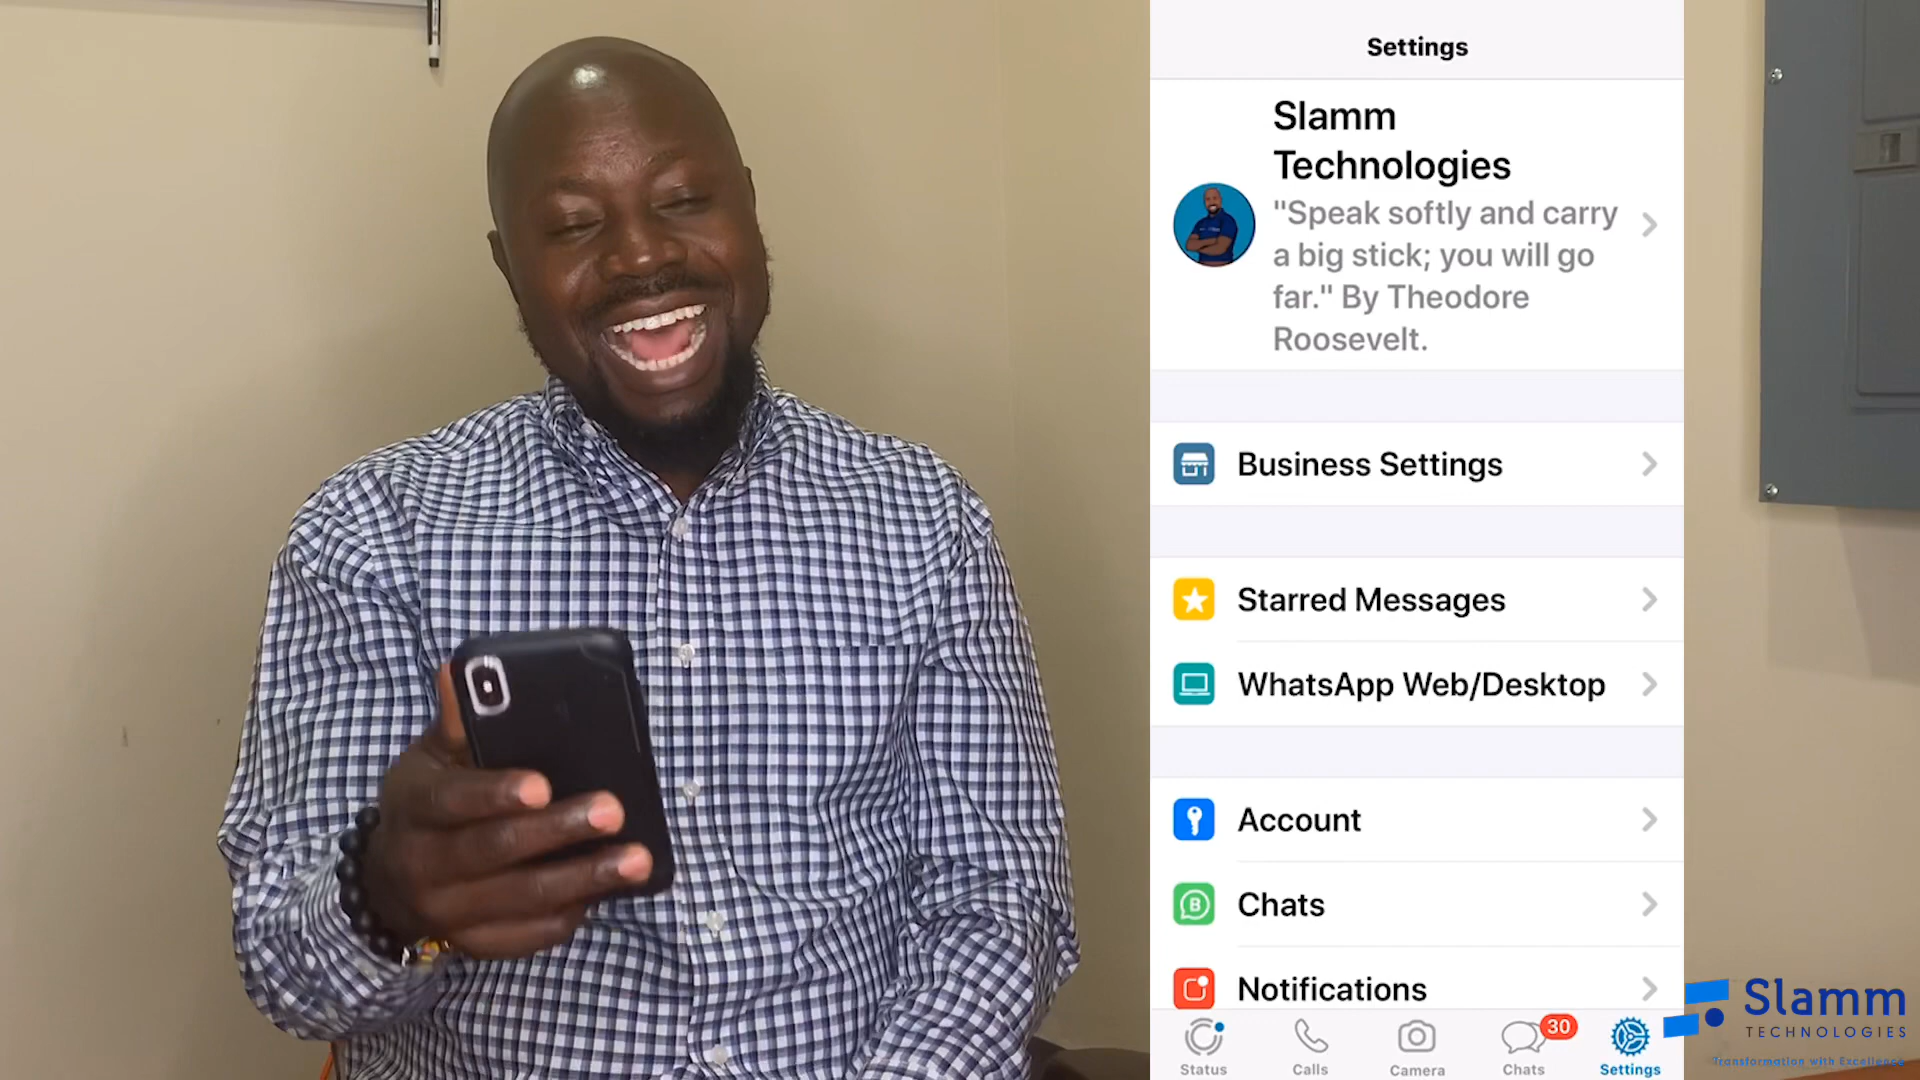 Settings
Slamm
Technologies
"Speak softly and carry
a big stick; you will go
far." By Theodore
Roosevelt.
Business Settings
Starred Messages
WhatsApp Web/Desktop
Account
Chats
Notifications
30
Status
Calls
Camera
Chats
Settings
Slamm
TECHNOLOGIES
Transformation with Excellence